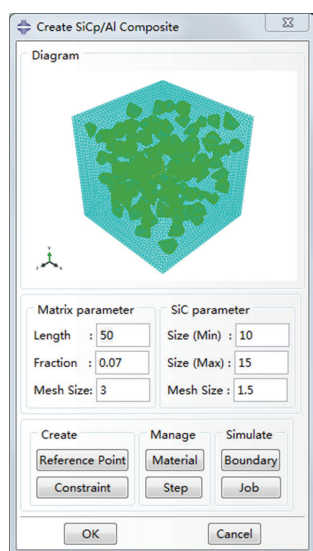 Create SiCp/Al Composite
Diagram
Matrix parameter
Length : 50
Fraction : 0.07
Mesh Size: 3
SiC parameter
Size (Min) : 10
Size (Max) : 15
Mesh Size : 1.5
Create
Reference Point
Constraint
Manage
Material
Step
Simulate
Boundary
Job
OK
Cancel